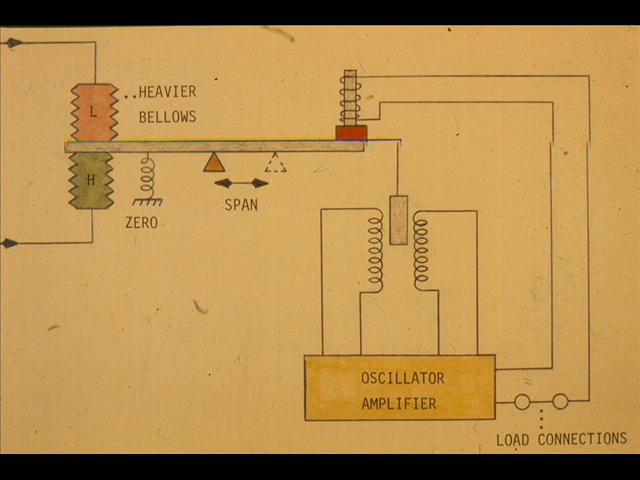 HEAVIER
BELLOWS
L
H
ZERO
SPAN
OSCILLATOR
AMPLIFIER
LOAD CONNECTIONS